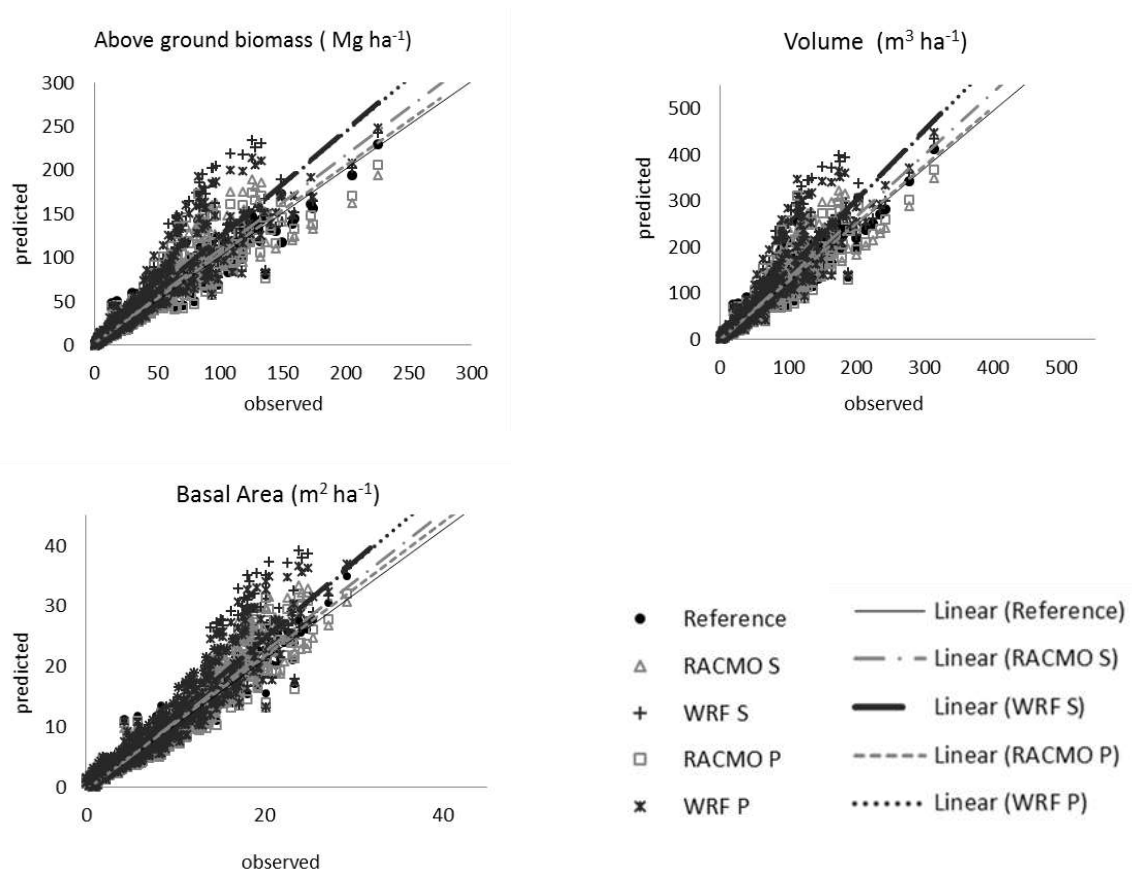 Above ground biomass ( Mg ha⁻¹)
300
250
200
150
100
50
0
predicted
0 50 100 150 200 250 300
observed
Volume (m³ ha⁻¹)
500
400
300
200
100
0
predicted
0 100 200 300 400 500
observed
Basal Area (m² ha⁻¹)
40
30
20
10
0
predicted
0 20 40
observed
Reference
RACMO S
WRF S
RACMO P
WRF P
Linear (Reference)
Linear (RACMO S)
Linear (WRF S)
Linear (RACMO P)
Linear (WRF P)